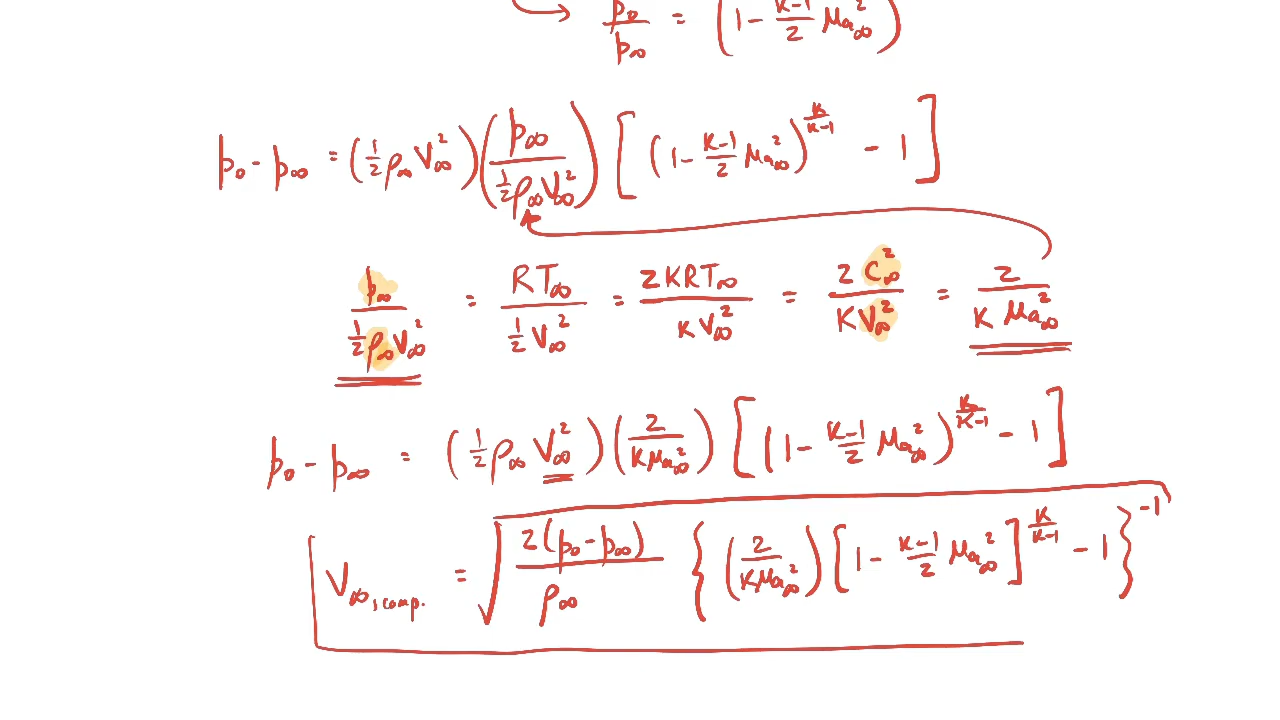 p₀/p∞ = (1 − (K−1)/2 Ma∞²)
p₀ − p∞ = (½ρ∞V∞²)(p∞/(½ρ∞V∞²))[(1 − (K−1)/2 Ma∞²)^(K/(K−1)) − 1]
p∞/(½ρ∞V∞²) = RT∞/(½V∞²) = 2KRT∞/(KV∞²) = 2C∞²/(KV∞²) = 2/(K Ma∞²)
p₀ − p∞ = (½ρ∞V∞²)(2/(KMa∞²))[(1 − (K−1)/2 Ma∞²)^(K/(K−1)) − 1]
V∞,comp. = √(2(p₀−p∞)/ρ∞ {(2/(KMa∞²))[1 − (K−1)/2 Ma∞²]^(K/(K−1)) − 1}⁻¹)